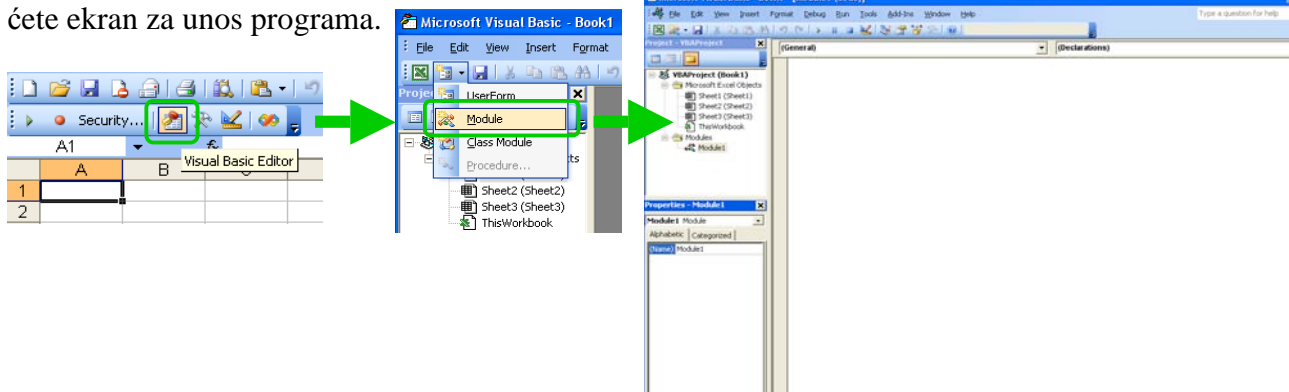 ćete ekran za unos programa.
Security...
A1
Visual Basic Editor
A
B
1
2
Microsoft Visual Basic - Book1
File Edit View Insert Format
UserForm
Module
Class Module
Procedure...
Sheet2 (Sheet2)
Sheet3 (Sheet3)
ThisWorkbook
File Edit View Insert Format Debug Run Tools Add-Ins Window Help
Type a question for help
Project - VBAProject
(General)
(Declarations)
VBAProject (Book1)
Microsoft Excel Objects
Sheet1 (Sheet1)
Sheet2 (Sheet2)
Sheet3 (Sheet3)
ThisWorkbook
Modules
Module1
Properties - Module1
Module1 Module
Alphabetic Categorized
(Name) Module1